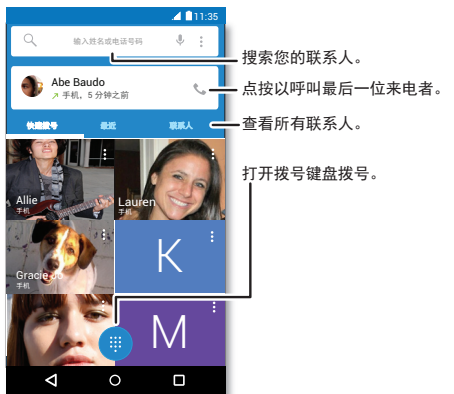 11:35
输入姓名或电话号码
搜索您的联系人。
Abe Baudo
手机，5 分钟之前
点按以呼叫最后一位来电者。
快速拨号 最近 联系人
查看所有联系人。
打开拨号键盘拨号。
Allie
手机
Lauren
手机
Gracie Ju
手机
K
M